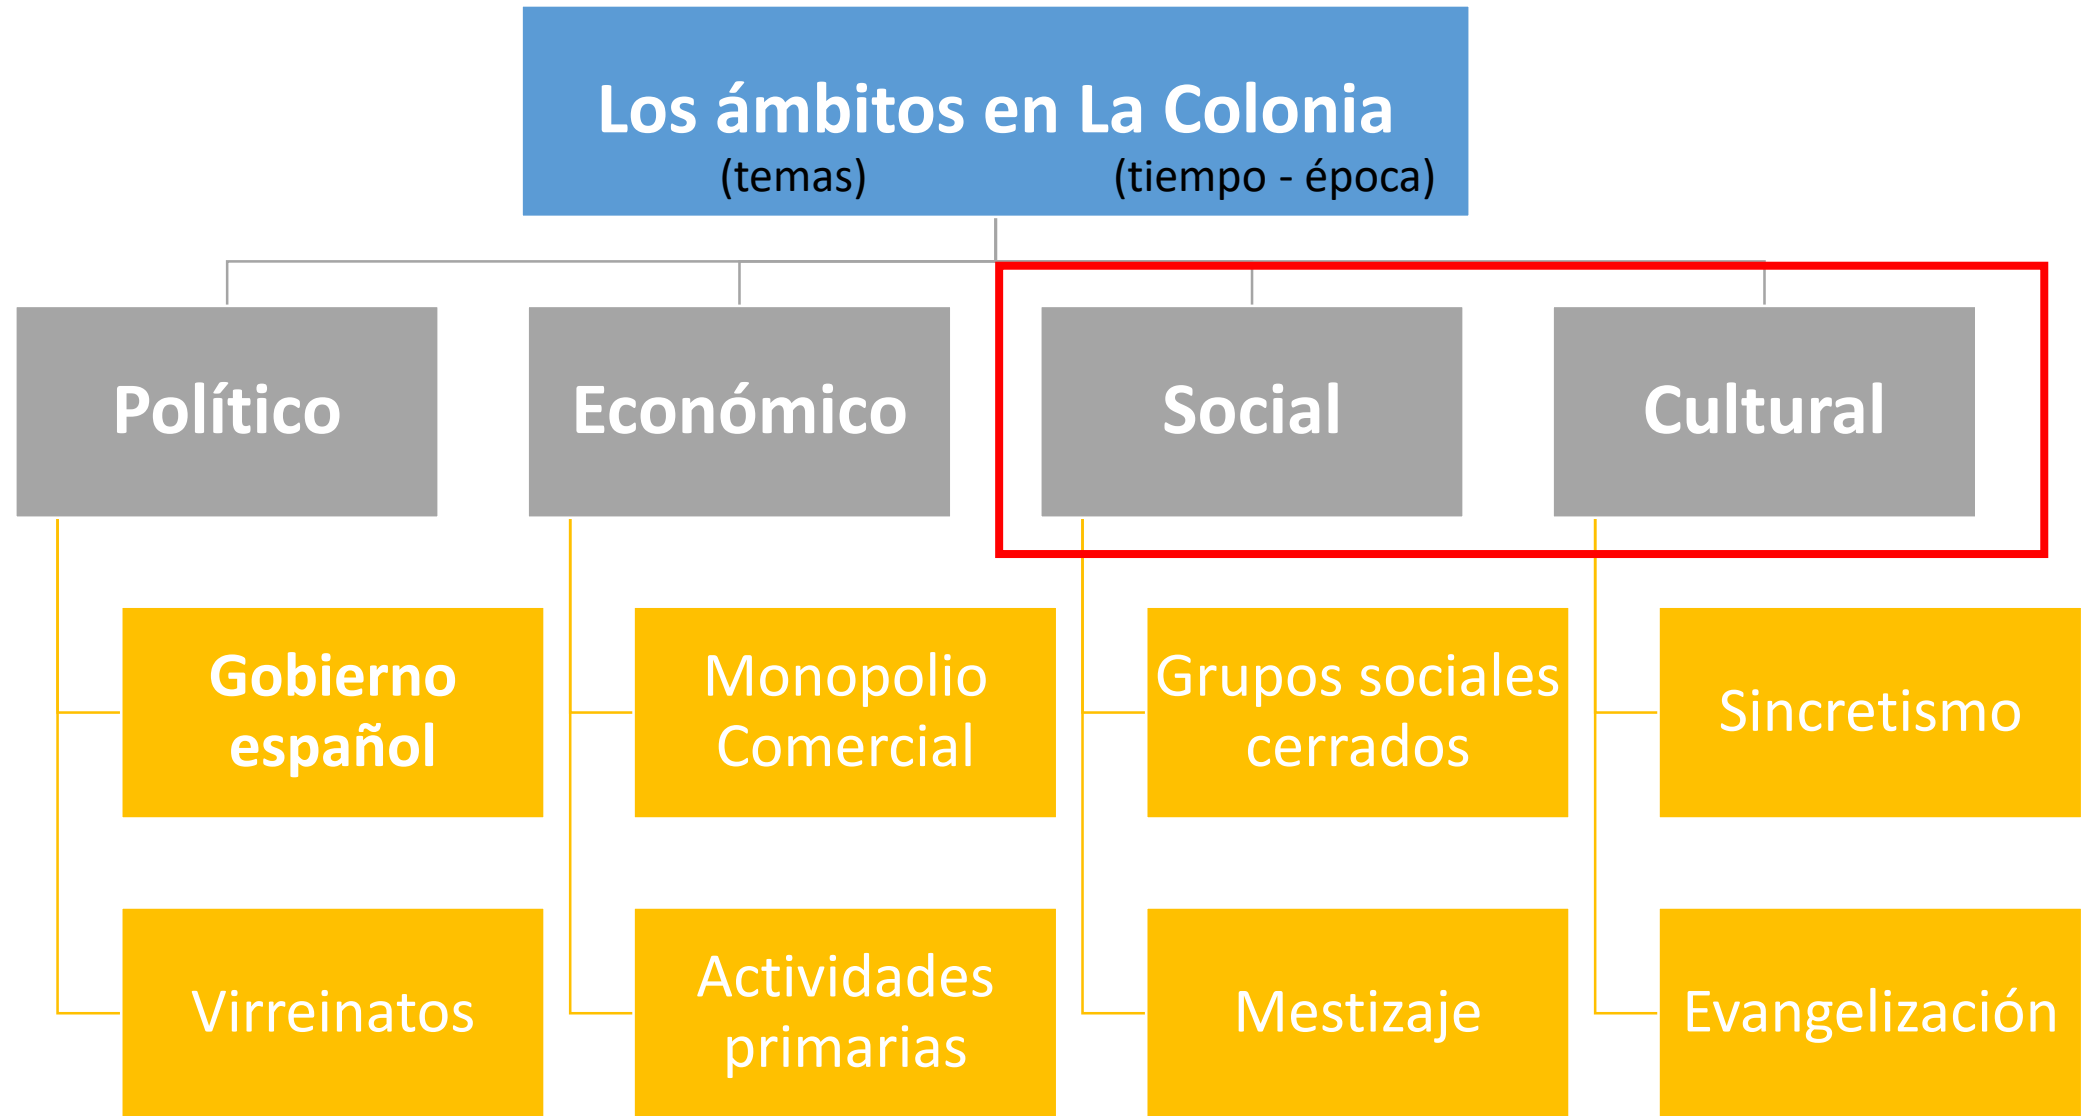 Los ámbitos en La Colonia
(temas) (tiempo - época)
Político
Económico
Social
Cultural
Gobierno
español
Monopolio
Comercial
Grupos sociales
cerrados
Sincretismo
Virreinatos
Actividades
primarias
Mestizaje
Evangelización